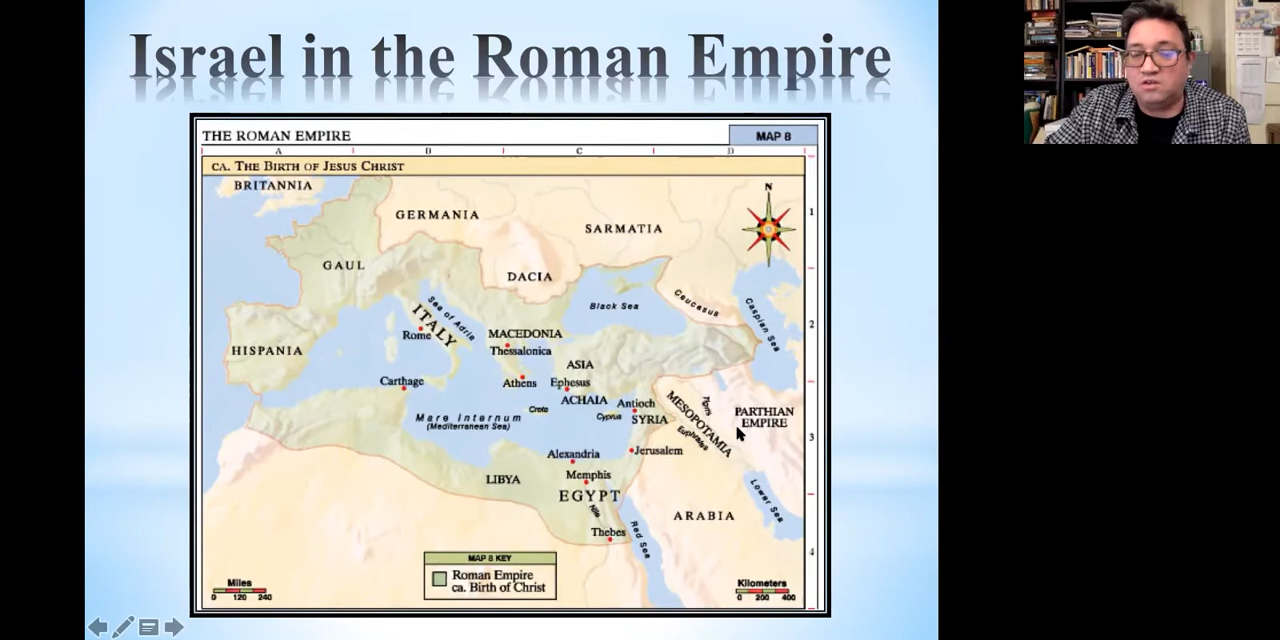 Israel in the Roman Empire
THE ROMAN EMPIRE
MAP 8
A B C D
CA. THE BIRTH OF JESUS CHRIST
BRITANNIA
N
1
GERMANIA
SARMATIA
GAUL
DACIA
Black Sea
Caucasus
Caspian Sea
Sea of Adria
ITALY
Rome
2
MACEDONIA
Thessalonica
HISPANIA
ASIA
Carthage
Athens
Ephesus
ACHAIA
Antioch
Crete
Cyprus
SYRIA
MESOPOTAMIA
Tigris
Euphrates
PARTHIAN
EMPIRE
Mare Internum
(Mediterranean Sea)
3
Jerusalem
Alexandria
LIBYA
Memphis
EGYPT
Nile
Lower Sea
ARABIA
Thebes
Red Sea
4
MAP 8 KEY
Roman Empire
ca. Birth of Christ
Miles
0 120 240
Kilometers
0 200 400